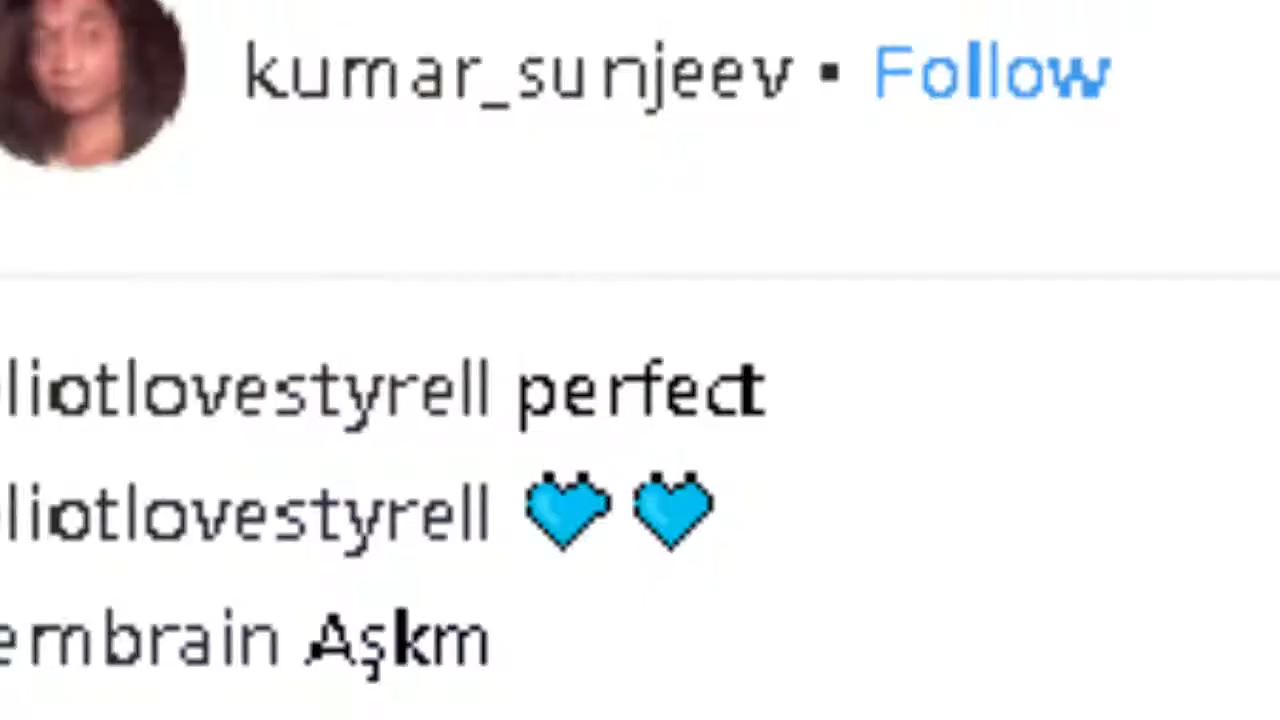 kumar_sunjeev • Follow
liotlovestyrell perfect
liotlovestyrell 💙 💙
embrain Aşkm